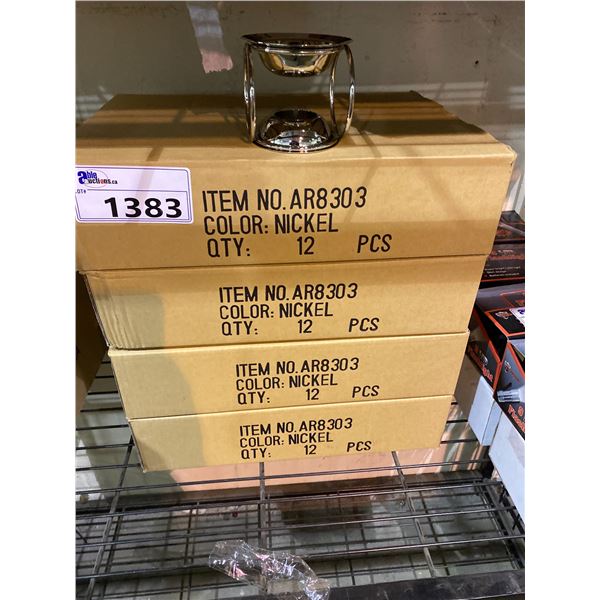 able
auctions.ca
LOT#
1383
ITEM NO. AR8303
COLOR: NICKEL
QTY: 12 PCS
ITEM NO. AR8303
COLOR: NICKEL
QTY: 12 PCS
ITEM NO. AR8303
COLOR: NICKEL
QTY: 12 PCS
ITEM NO. AR8303
COLOR: NICKEL
QTY: 12 PCS